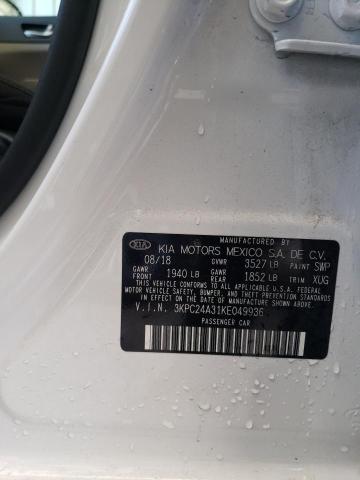 MANUFACTURED BY
KIA KIA MOTORS MEXICO S.A. DE C.V.
08/18 GVWR 3527 LB PAINT SWP
GAWR FRONT 1940 LB GAWR REAR 1852 LB TRIM XUG
THIS VEHICLE CONFORMS TO ALL APPLICABLE U.S.A. FEDERAL
MOTOR VEHICLE SAFETY, BUMPER, AND THEFT PREVENTION STANDARDS
IN EFFECT ON THE DATE OF MANUFACTURE SHOWN ABOVE.
V.I.N. 3KPC24A31KE049936
PASSENGER CAR